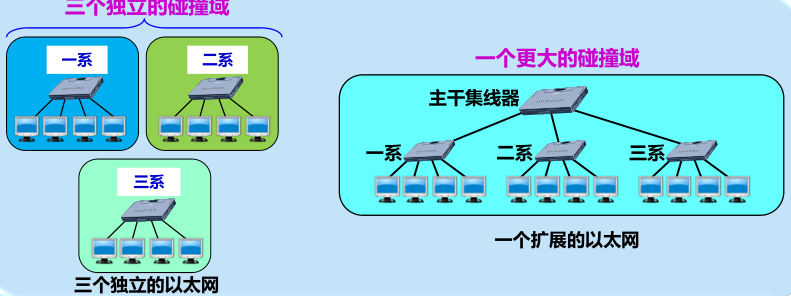 三个独立的碰撞域
一系
二系
三系
三个独立的以太网
一个更大的碰撞域
主干集线器
一系
二系
三系
一个扩展的以太网